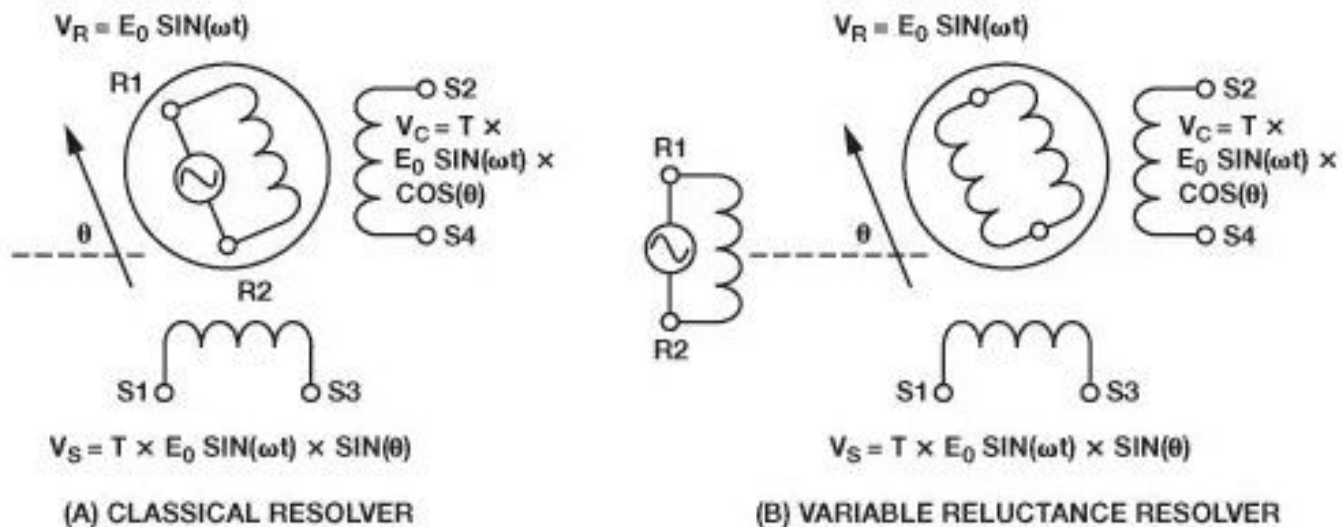 V_R = E_0 SIN(ωt)
R1
S2
V_C = T ×
E_0 SIN(ωt) ×
COS(θ)
S4
θ
R2
S1
S3
V_S = T × E_0 SIN(ωt) × SIN(θ)
(A) CLASSICAL RESOLVER
V_R = E_0 SIN(ωt)
S2
V_C = T ×
E_0 SIN(ωt) ×
COS(θ)
R1
S4
θ
R2
S1
S3
V_S = T × E_0 SIN(ωt) × SIN(θ)
(B) VARIABLE RELUCTANCE RESOLVER